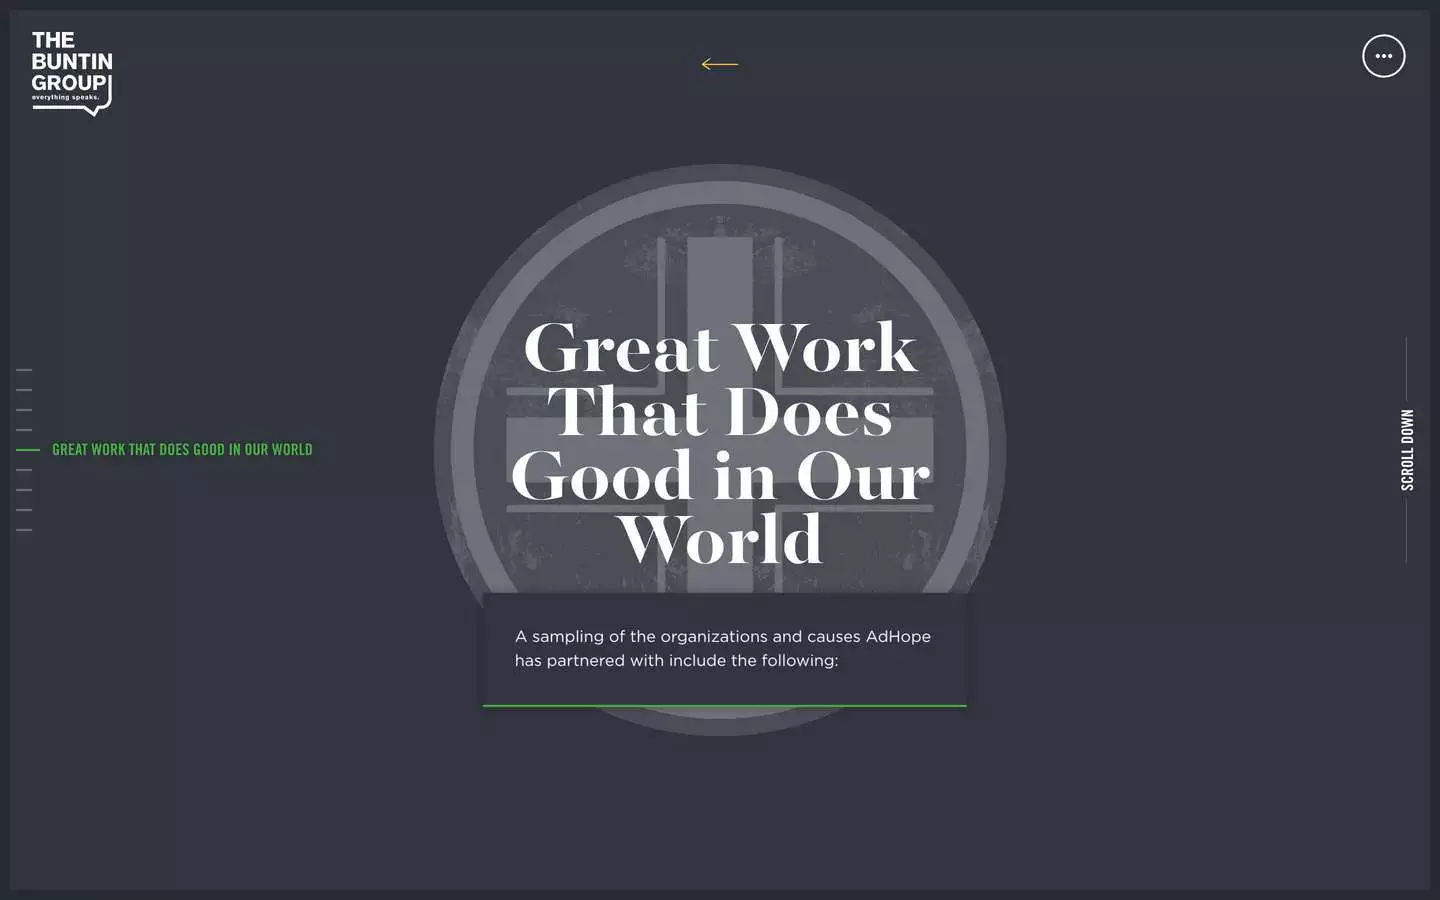 THE
BUNTIN
GROUP
everything speaks.
Great Work
That Does
Good in Our
World
GREAT WORK THAT DOES GOOD IN OUR WORLD
SCROLL DOWN
A sampling of the organizations and causes AdHope
has partnered with include the following: